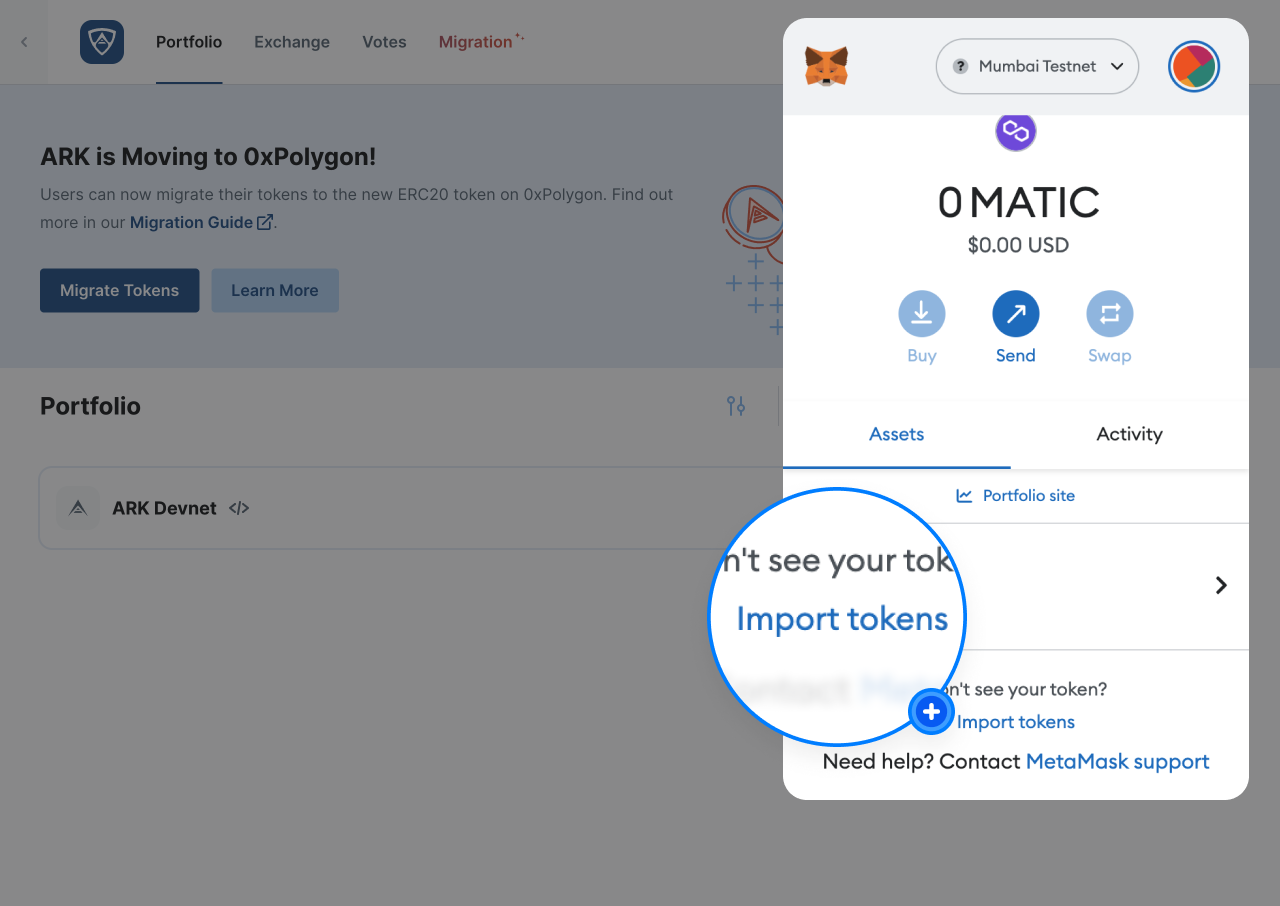 Portfolio Exchange Votes Migration
ARK is Moving to 0xPolygon!
Users can now migrate their tokens to the new ERC20 token on 0xPolygon. Find out
more in our Migration Guide.
Migrate Tokens Learn More
Portfolio
ARK Devnet </>
? Mumbai Testnet
0 MATIC
$0.00 USD
Buy Send Swap
Assets Activity
Portfolio site
n't see your tok
Import tokens
on't see your token?
Import tokens
Need help? Contact MetaMask support